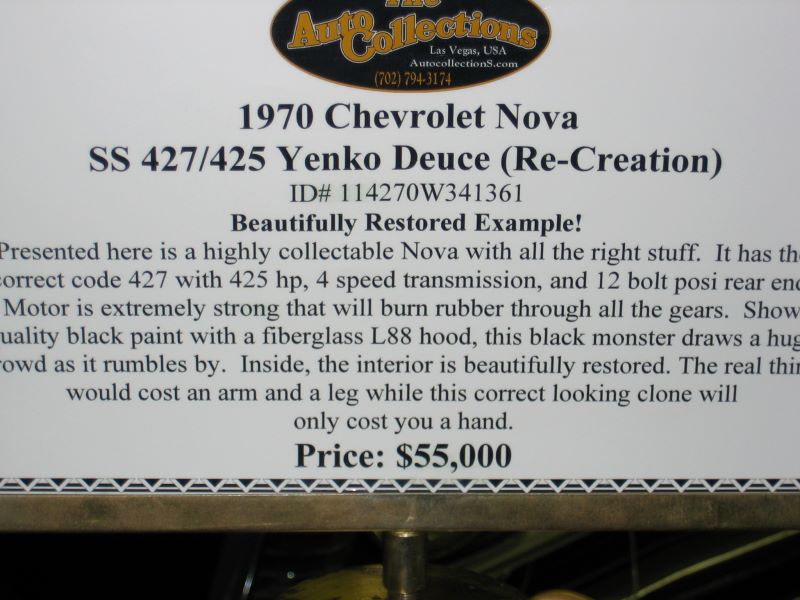 The
Auto
Collections
Las Vegas, USA
AutocollectionS.com
(702) 794-3174
1970 Chevrolet Nova
SS 427/425 Yenko Deuce (Re-Creation)
ID# 114270W341361
Beautifully Restored Example!
Presented here is a highly collectable Nova with all the right stuff. It has the
correct code 427 with 425 hp, 4 speed transmission, and 12 bolt posi rear end
Motor is extremely strong that will burn rubber through all the gears. Show
uality black paint with a fiberglass L88 hood, this black monster draws a hug
rowd as it rumbles by. Inside, the interior is beautifully restored. The real thin
would cost an arm and a leg while this correct looking clone will
only cost you a hand.
Price: $55,000